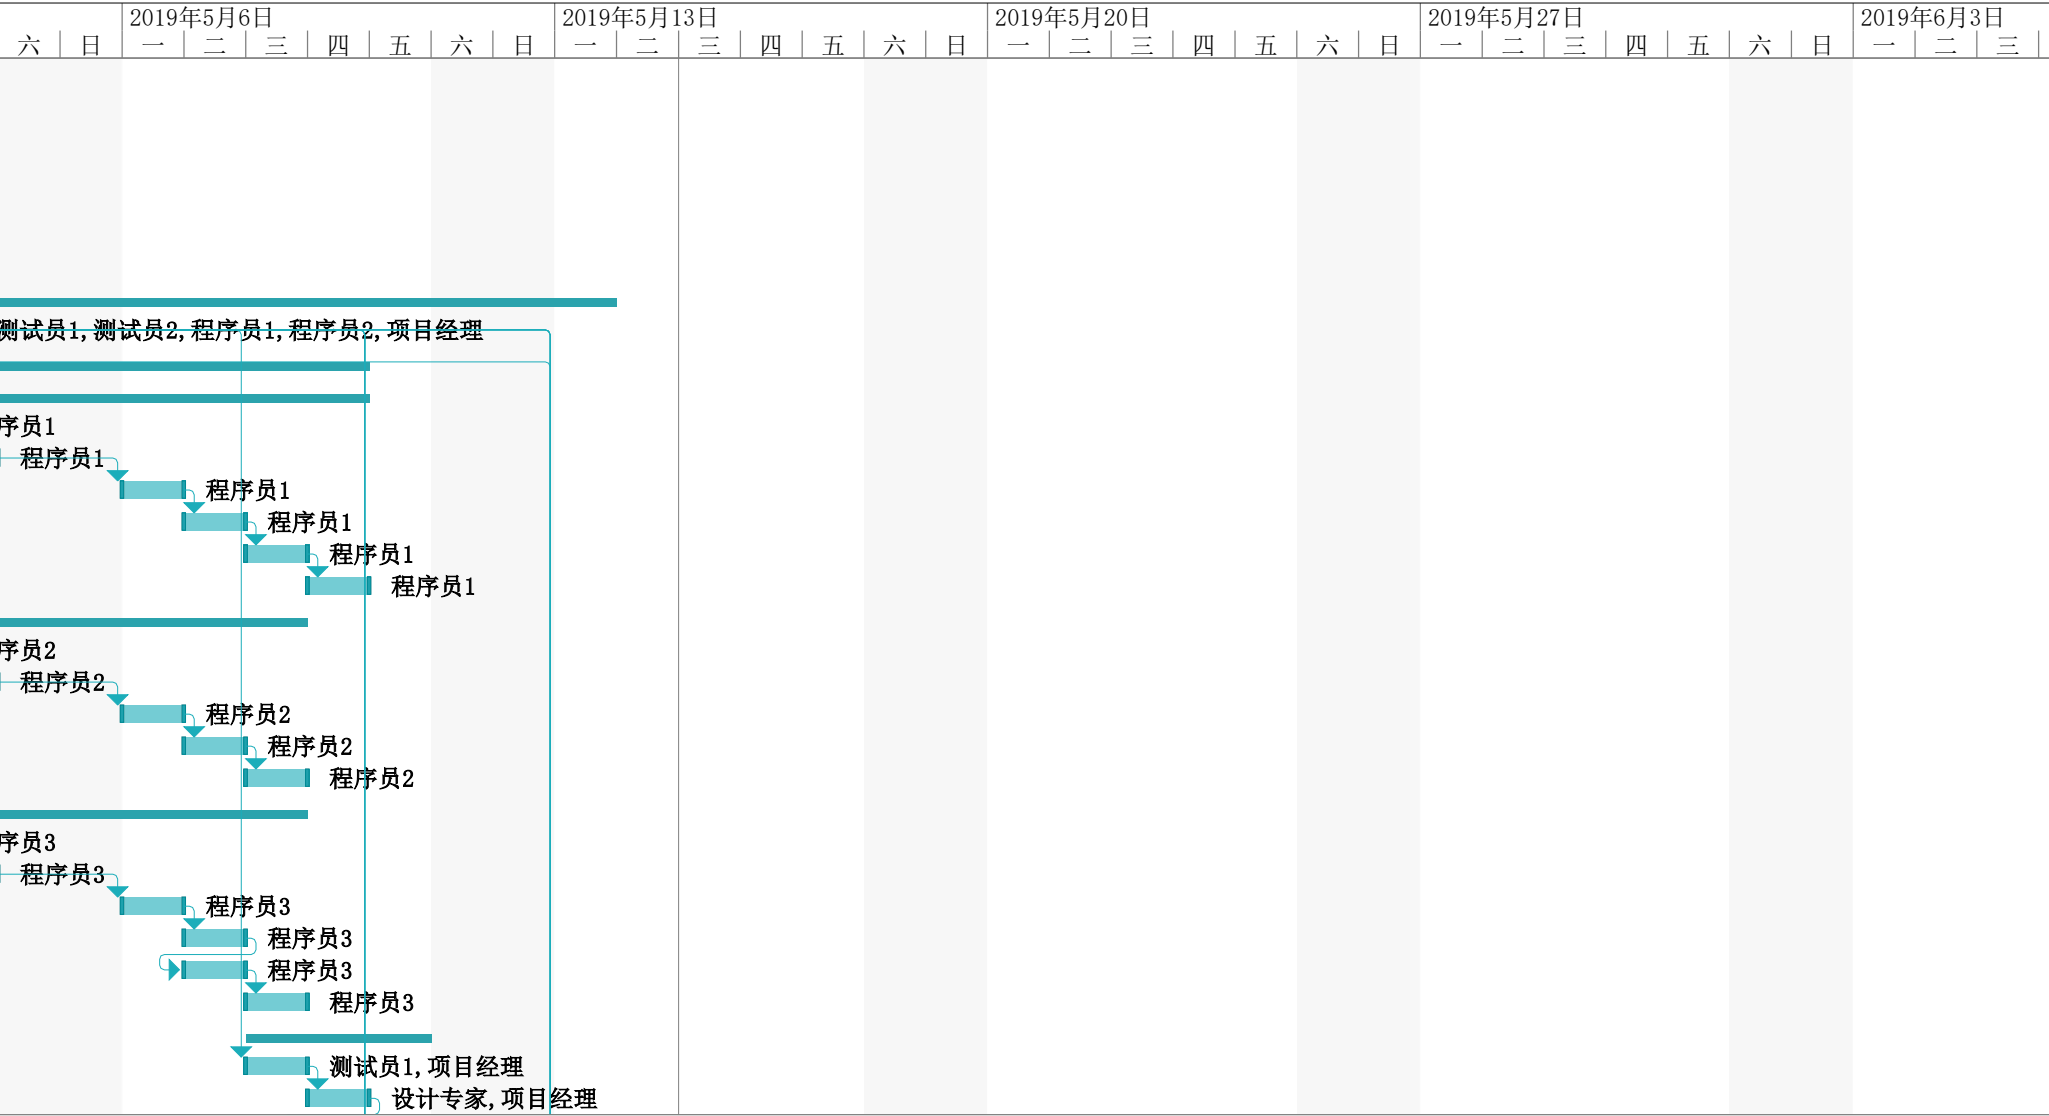 2019年5月6日 2019年5月13日 2019年5月20日 2019年5月27日 2019年6月3日
六 日 一 二 三 四 五 六 日 一 二 三 四 五 六 日 一 二 三 四 五 六 日 一 二 三 四 五 六 日 一 二 三
测试员1,测试员2,程序员1,程序员2,项目经理
序员1
程序员1
程序员1
程序员1
程序员1
程序员1
序员2
程序员2
程序员2
程序员2
程序员2
序员3
程序员3
程序员3
程序员3
程序员3
程序员3
测试员1,项目经理
设计专家,项目经理